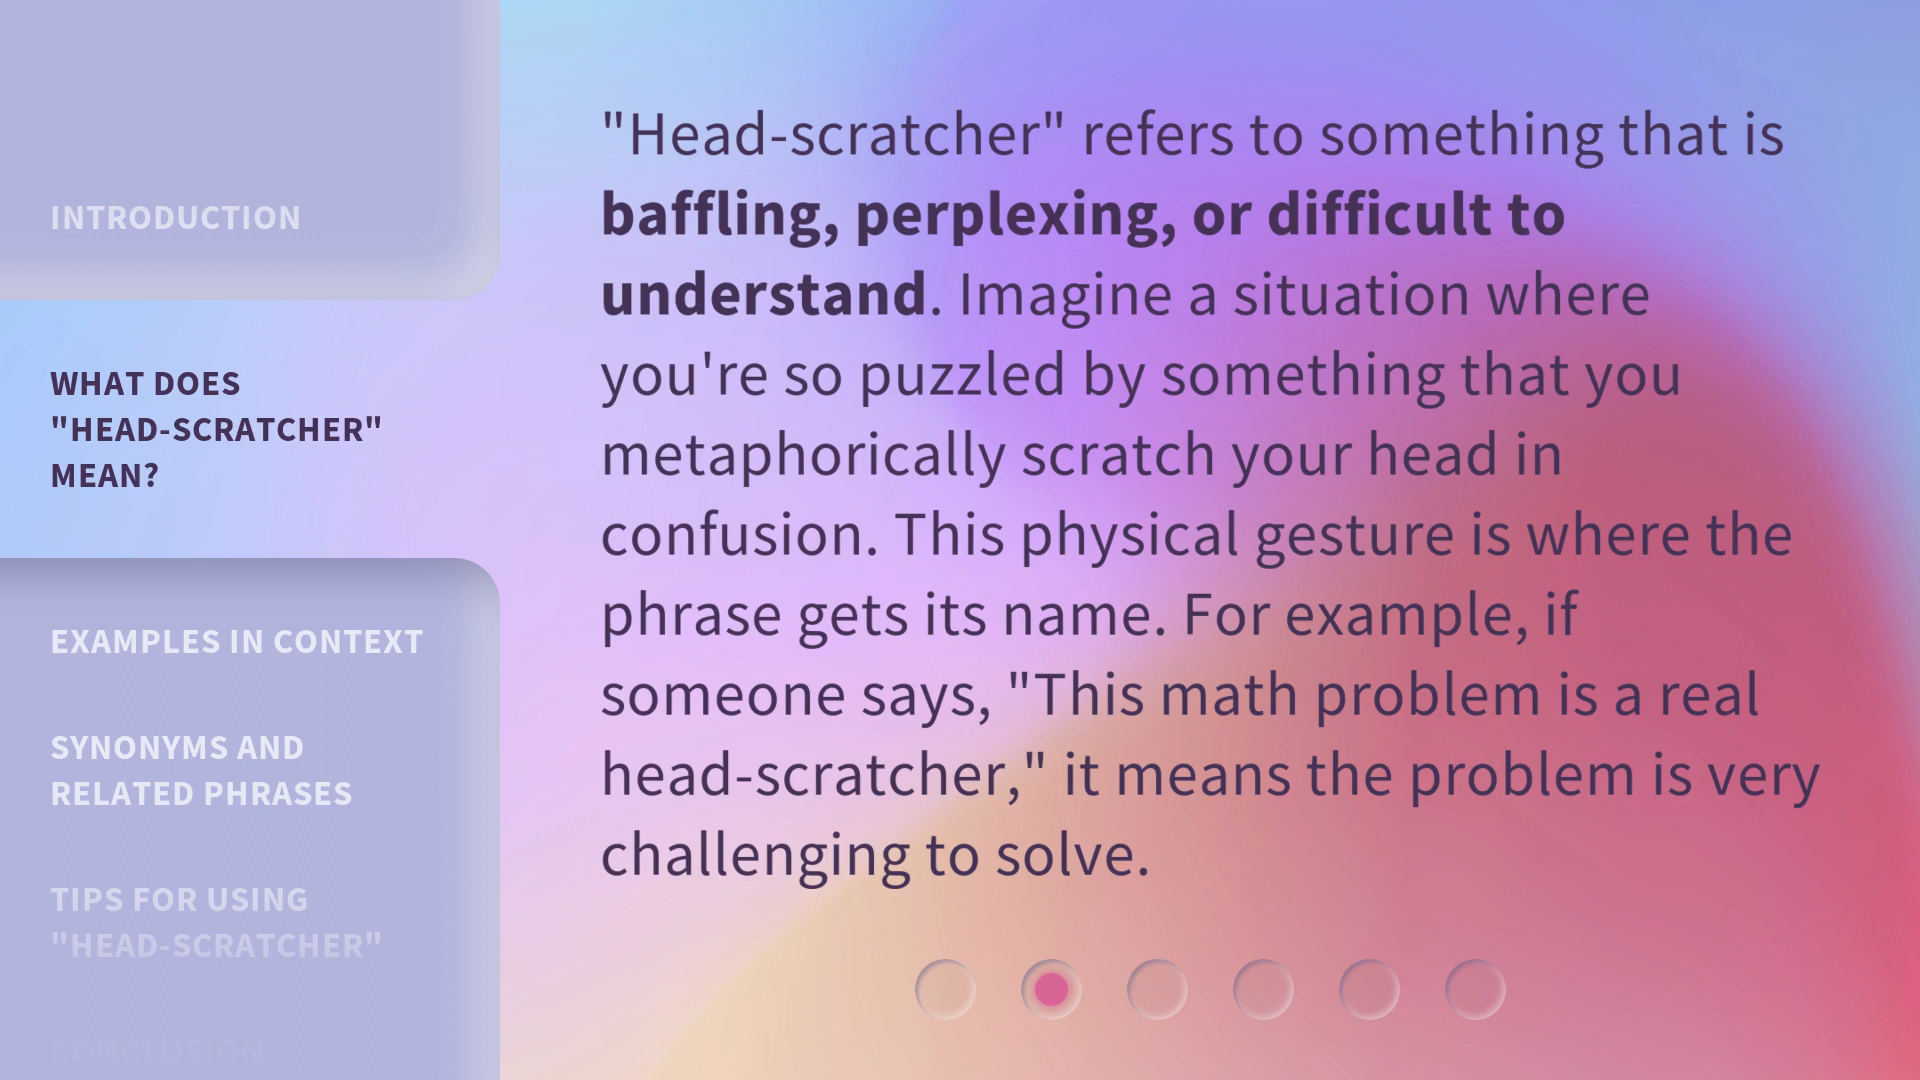 INTRODUCTION
WHAT DOES
"HEAD-SCRATCHER"
MEAN?
EXAMPLES IN CONTEXT
SYNONYMS AND
RELATED PHRASES
TIPS FOR USING
"HEAD-SCRATCHER"
CONCLUSION
"Head-scratcher" refers to something that is
baffling, perplexing, or difficult to
understand. Imagine a situation where
you're so puzzled by something that you
metaphorically scratch your head in
confusion. This physical gesture is where the
phrase gets its name. For example, if
someone says, "This math problem is a real
head-scratcher," it means the problem is very
challenging to solve.